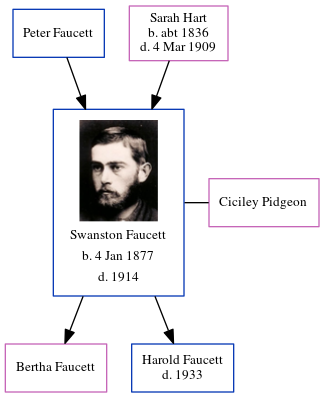 Peter Faucett
Sarah Hart
b. abt 1836
d. 4 Mar 1909
Swanston Faucett
b. 4 Jan 1877
d. 1914
Ciciley Pidgeon
Bertha Faucett
Harold Faucett
d. 1933